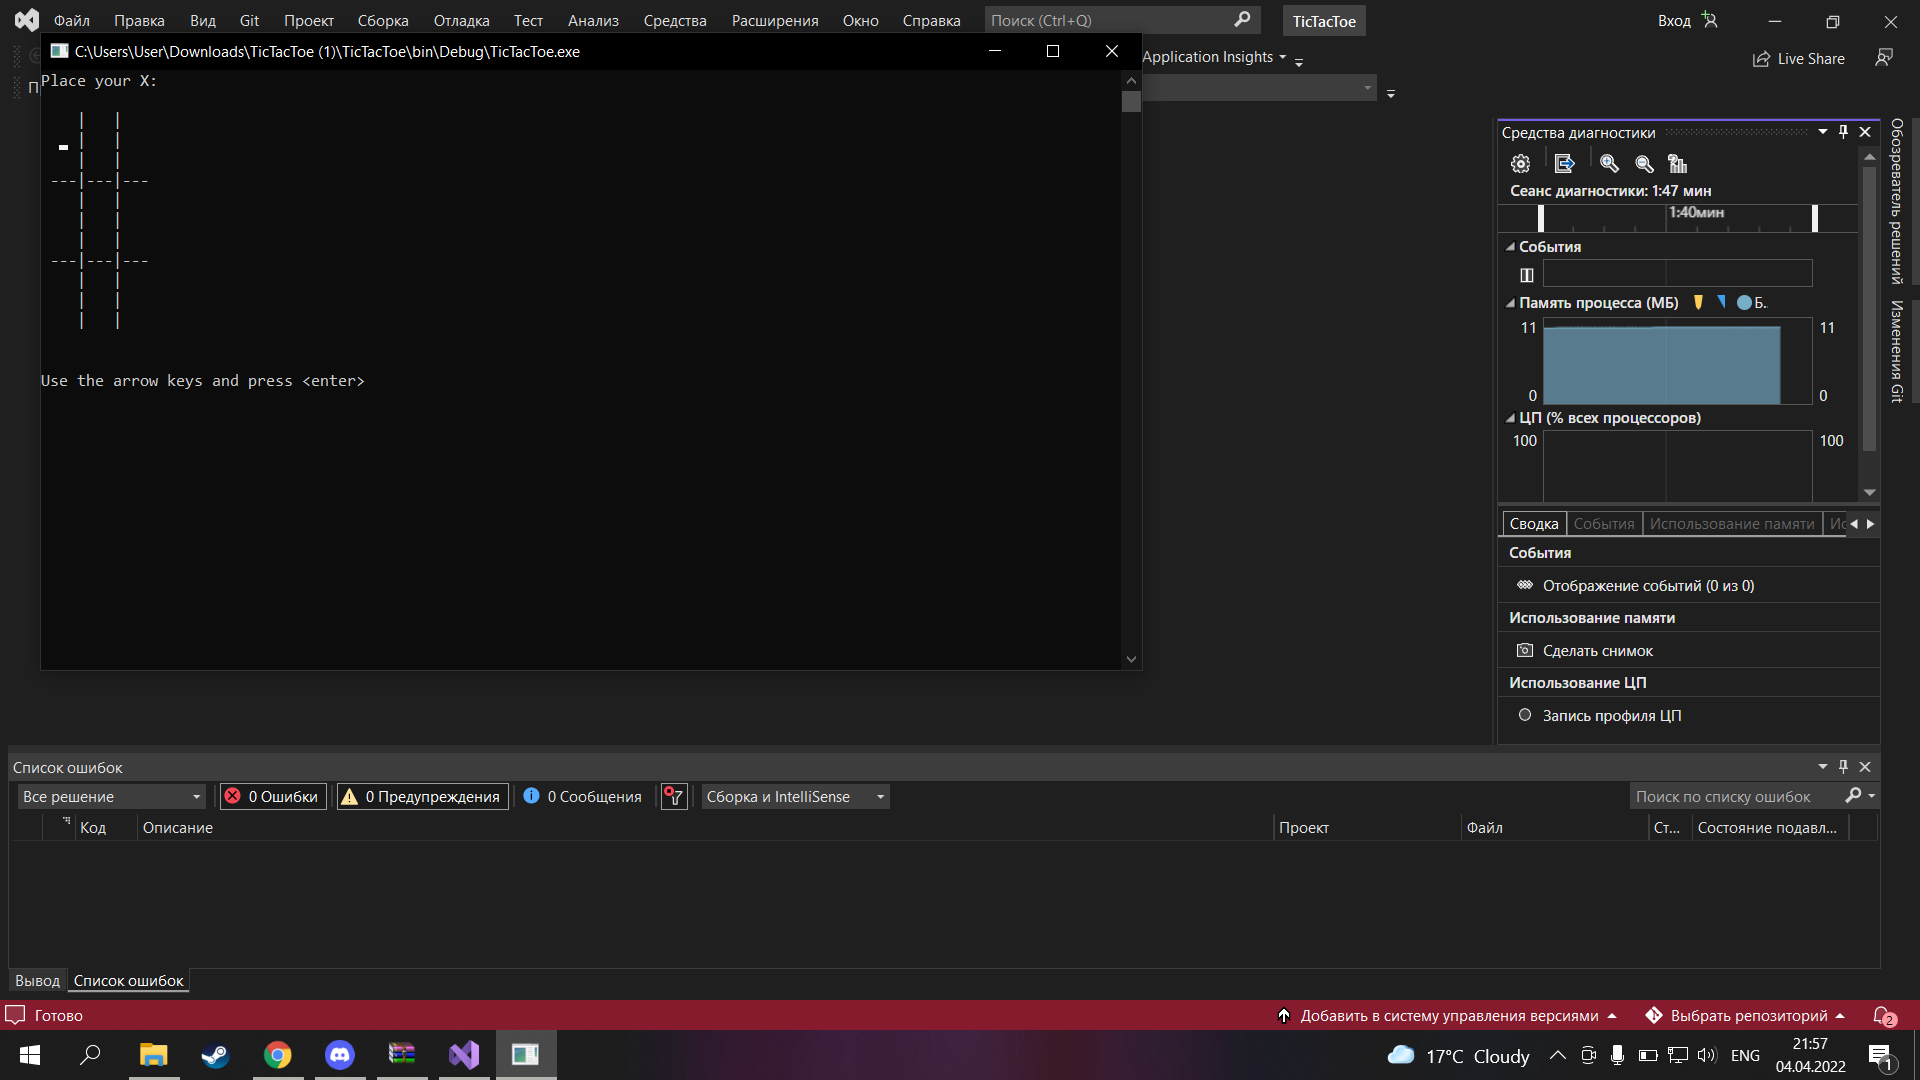 Файл Правка Вид Git Проект Сборка Отладка Тест Анализ Средства Расширения Окно Справка Поиск (Ctrl+Q) TicTacToe Вход
C:\Users\User\Downloads\TicTacToe (1)\TicTacToe\bin\Debug\TicTacToe.exe
Application Insights
Live Share
Place your X:
   |   |
   |   |
   |   |
---|---|---
   |   |
   |   |
   |   |
---|---|---
   |   |
   |   |
   |   |
Use the arrow keys and press <enter>
Средства диагностики
Сеанс диагностики: 1:47 мин
1:40мин
События
Память процесса (МБ) Б..
11 11
0 0
ЦП (% всех процессоров)
100 100
Сводка События Использование памяти Ис
События
Отображение событий (0 из 0)
Использование памяти
Сделать снимок
Использование ЦП
Запись профиля ЦП
Обозреватель решений
Изменения Git
Список ошибок
Все решение 0 Ошибки 0 Предупреждения 0 Сообщения Сборка и IntelliSense Поиск по списку ошибок
Код Описание Проект Файл Ст... Состояние подавл...
Вывод Список ошибок
Готово Добавить в систему управления версиями Выбрать репозиторий 2
17°C Cloudy ENG 21:57
04.04.2022 1